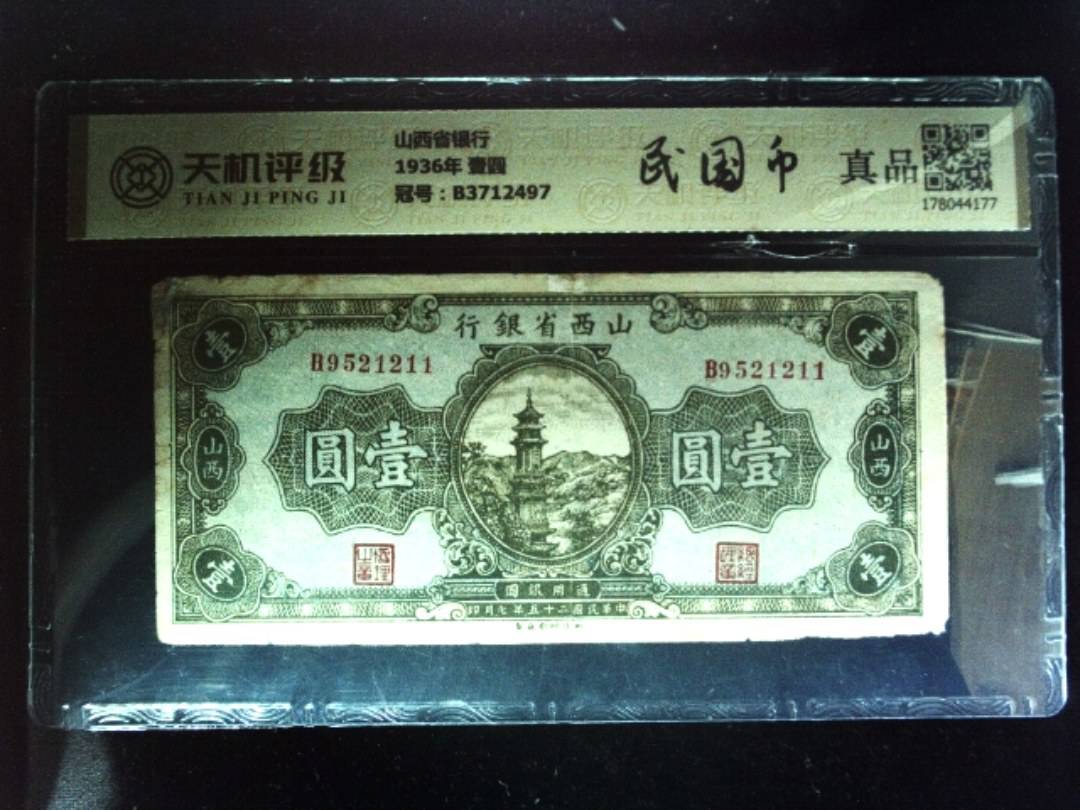 天机评级
TIAN JI PING JI
山西省银行
1936年 壹圆
冠号：B3712497
民国币
真品
178044177
行銀省西山
B9521211
B9521211
壹
壹
圓壹
圓壹
山西
山西
壹
壹
圓銀用通
印月七年五十二國民華中